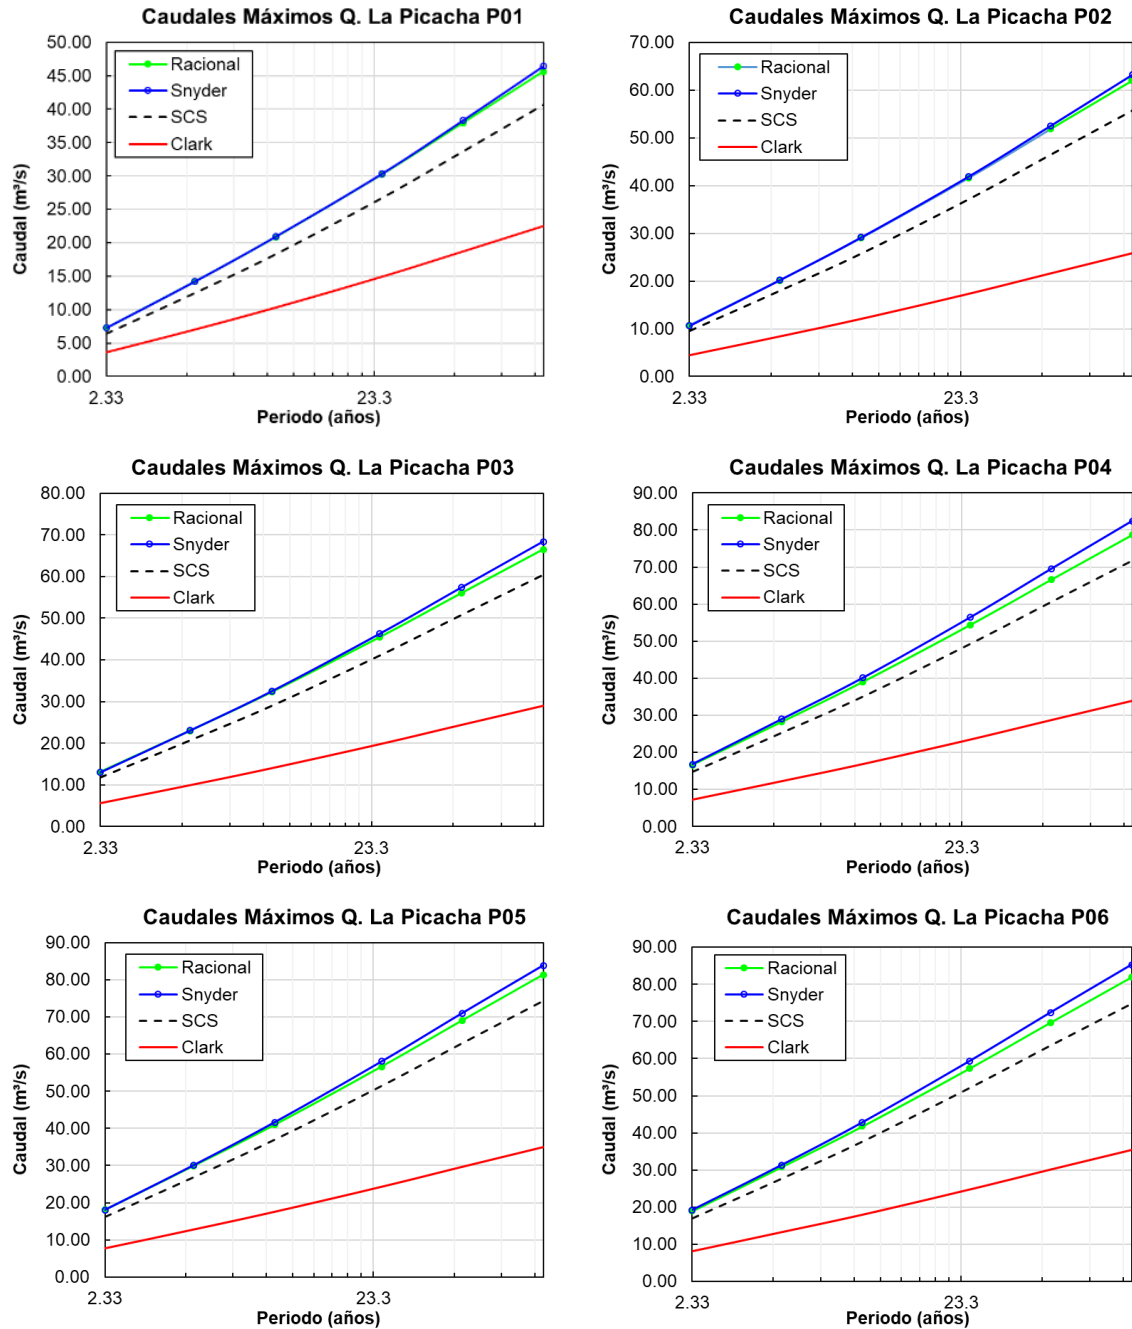 Caudales Máximos Q. La Picacha P01
50.00
45.00
40.00
35.00
30.00
25.00
20.00
15.00
10.00
5.00
0.00
Caudal (m³/s)
Racional
Snyder
SCS
Clark
2.33
23.3
Periodo (años)
Caudales Máximos Q. La Picacha P02
70.00
60.00
50.00
40.00
30.00
20.00
10.00
0.00
Caudal (m³/s)
Racional
Snyder
SCS
Clark
2.33
23.3
Periodo (años)
Caudales Máximos Q. La Picacha P03
80.00
70.00
60.00
50.00
40.00
30.00
20.00
10.00
0.00
Caudal (m³/s)
Racional
Snyder
SCS
Clark
2.33
23.3
Periodo (años)
Caudales Máximos Q. La Picacha P04
90.00
80.00
70.00
60.00
50.00
40.00
30.00
20.00
10.00
0.00
Caudal (m³/s)
Racional
Snyder
SCS
Clark
2.33
23.3
Periodo (años)
Caudales Máximos Q. La Picacha P05
90.00
80.00
70.00
60.00
50.00
40.00
30.00
20.00
10.00
0.00
Caudal (m³/s)
Racional
Snyder
SCS
Clark
2.33
23.3
Periodo (años)
Caudales Máximos Q. La Picacha P06
90.00
80.00
70.00
60.00
50.00
40.00
30.00
20.00
10.00
0.00
Caudal (m³/s)
Racional
Snyder
SCS
Clark
2.33
23.3
Periodo (años)